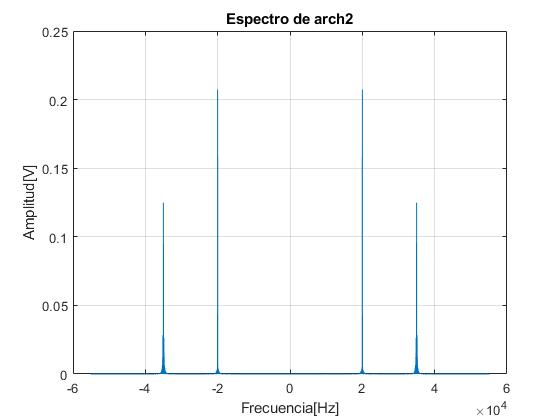 Espectro de arch2
0.25
0.2
0.15
0.1
0.05
0
Amplitud[V]
-6 -4 -2 0 2 4 6
Frecuencia[Hz]
×10⁴